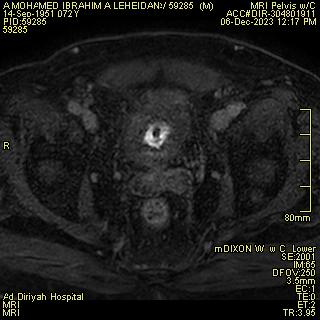 A MOHAMED IBRAHIM A LEHEIDAN:/ 59285 (M)
14-Sep-1951 072Y
PID:59285
59285
MRI Pelvis w/C
ACC#DIR-304801911
06-Dec-2023 12:17 PM
R
80mm
mDIXON W w C Lower
SE:2001
IM:65
DFOV:250
3.5mm
EC:1
TE:0
ET:2
TR:3.95
Ad Diriyah Hospital
MRI
MRI